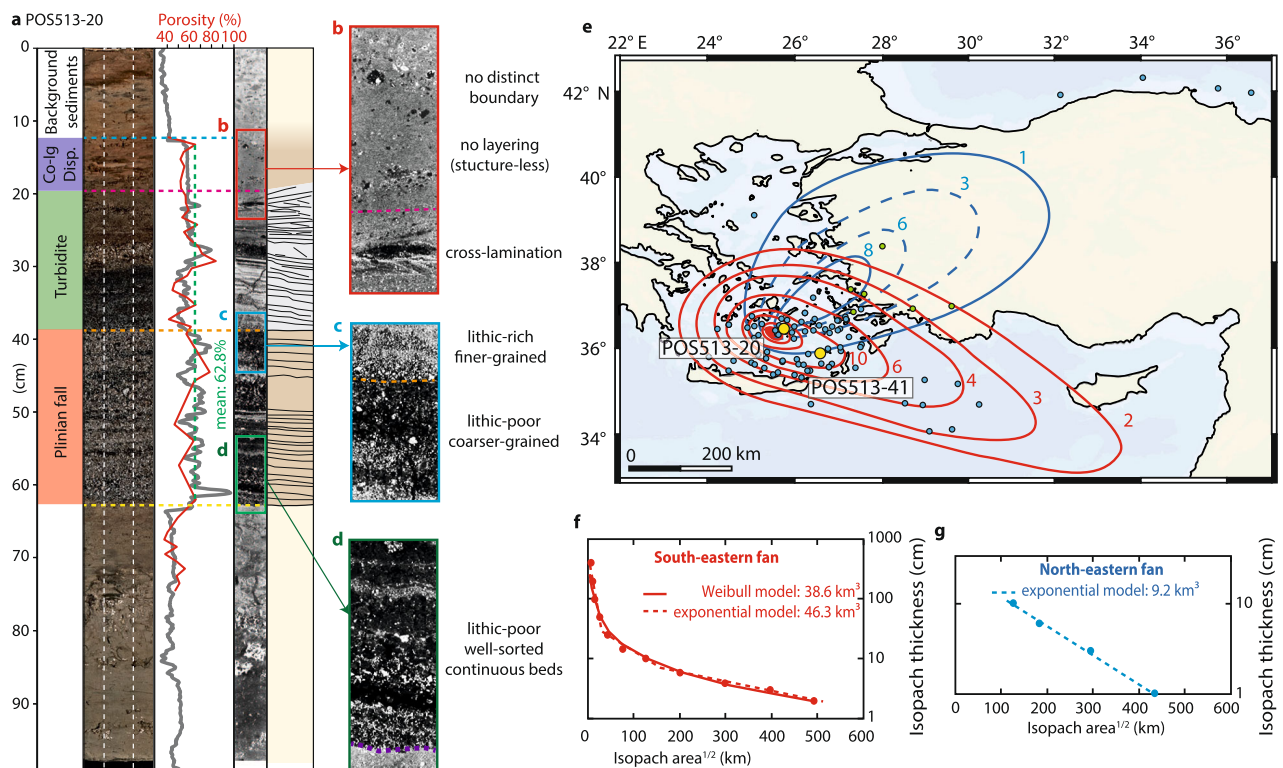 a POS513-20
Porosity (%)
40 60 80 100
0
10
20
30
40
50
60
70
80
90
(cm)
Background
sediments
Co-Ig
Disp.
Turbidite
Plinian fall
mean: 62.8%
b
c
d
b
no distinct
boundary
no layering
(stucture-less)
cross-lamination
c
lithic-rich
finer-grained
lithic-poor
coarser-grained
d
lithic-poor
well-sorted
continuous beds
e
22° E 24° 26° 28° 30° 32° 34° 36°
42° N
40°
38°
36°
34°
1
3
6
8
10
6
4
3
2
POS513-20
POS513-41
0 200 km
f
South-eastern fan
Weibull model: 38.6 km³
exponential model: 46.3 km³
1000
100
10
1
Isopach thickness (cm)
0 100 200 300 400 500 600
Isopach area¹ᐟ² (km)
g
North-eastern fan
exponential model: 9.2 km³
10
1
Isopach thickness (cm)
0 100 200 300 400 500 600
Isopach area¹ᐟ² (km)